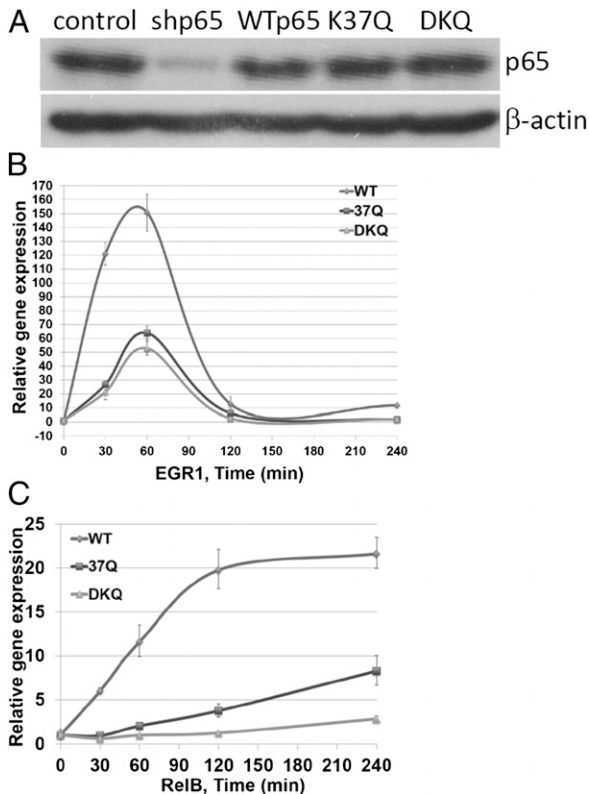 A
control shp65 WTp65 K37Q DKQ
p65
β-actin
B
170
160
150
140
130
120
110
100
90
80
70
60
50
40
30
20
10
0
-10
Relative gene expression
WT
37Q
DKQ
0 30 60 90 120 150 180 210 240
EGR1, Time (min)
C
25
20
15
10
5
0
Relative gene expression
WT
37Q
DKQ
0 30 60 90 120 150 180 210 240
RelB, Time (min)